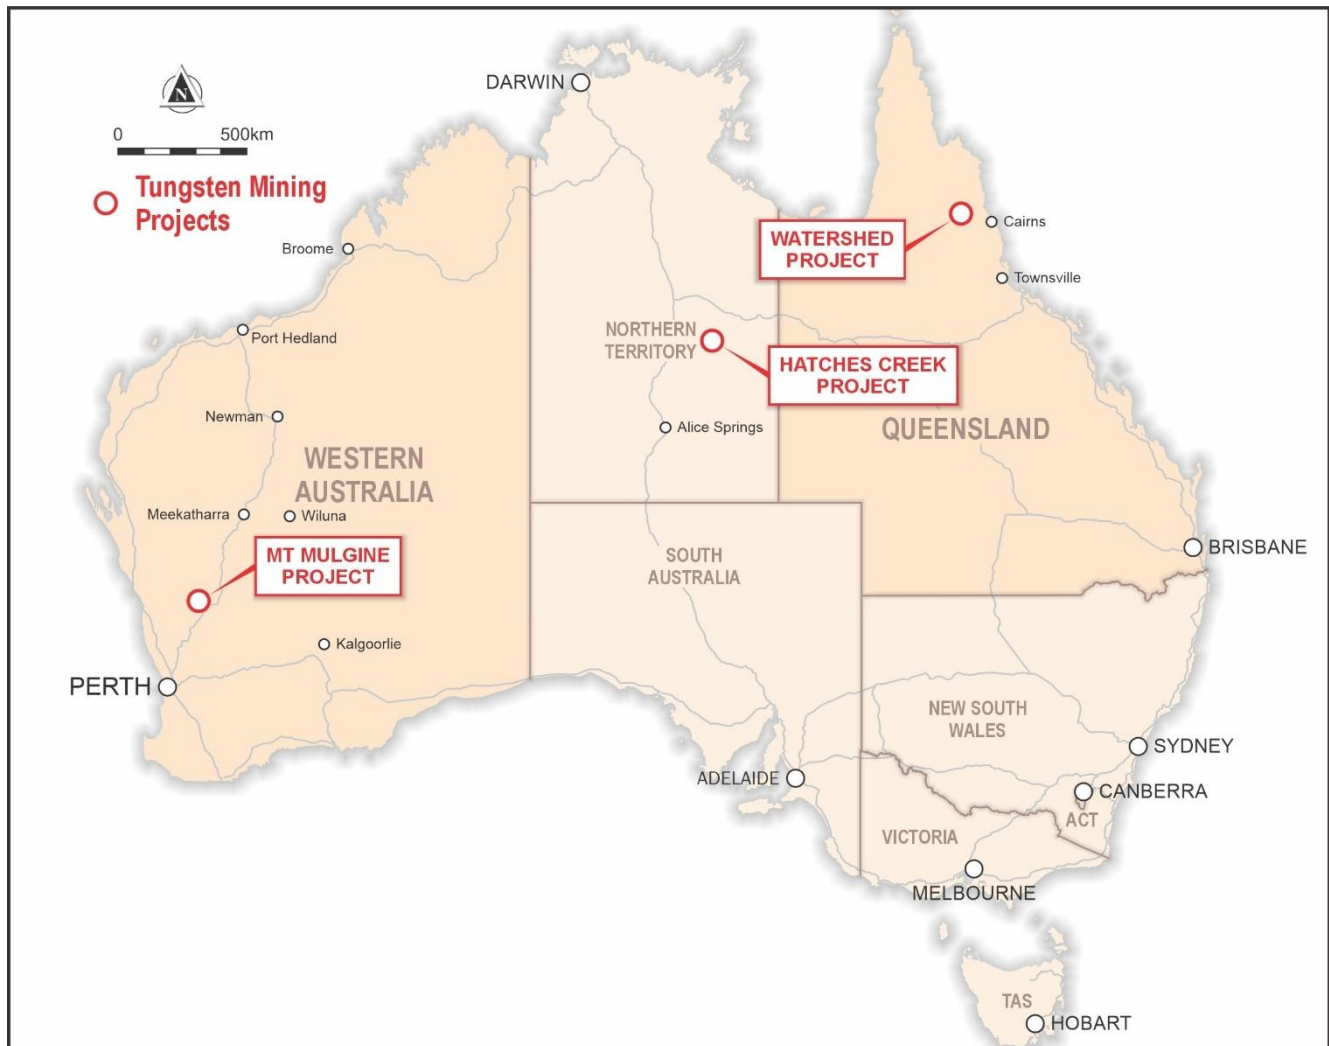 DARWIN
N
0 500km
Tungsten Mining
Projects
Broome
WATERSHED
PROJECT
Cairns
Townsville
Port Hedland
NORTHERN
TERRITORY
HATCHES CREEK
PROJECT
Newman
Alice Springs
QUEENSLAND
WESTERN
AUSTRALIA
Meekatharra
Wiluna
MT MULGINE
PROJECT
SOUTH
AUSTRALIA
BRISBANE
Kalgoorlie
PERTH
NEW SOUTH
WALES
SYDNEY
ADELAIDE
CANBERRA
ACT
VICTORIA
MELBOURNE
TAS
HOBART